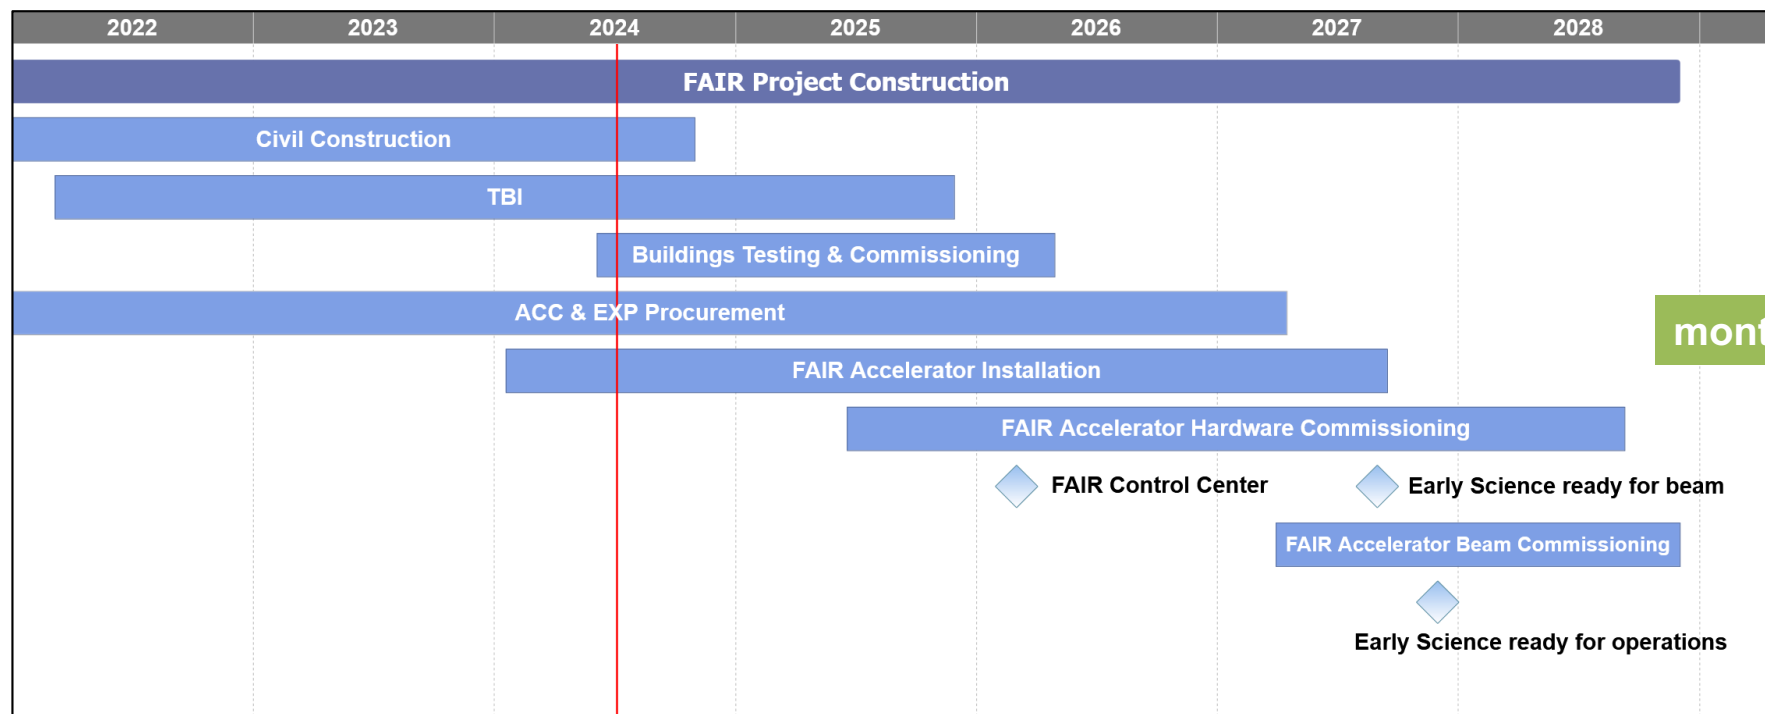 2022 2023 2024 2025 2026 2027 2028
FAIR Project Construction
Civil Construction
TBI
Buildings Testing & Commissioning
ACC & EXP Procurement
mont
FAIR Accelerator Installation
FAIR Accelerator Hardware Commissioning
FAIR Control Center
Early Science ready for beam
FAIR Accelerator Beam Commissioning
Early Science ready for operations